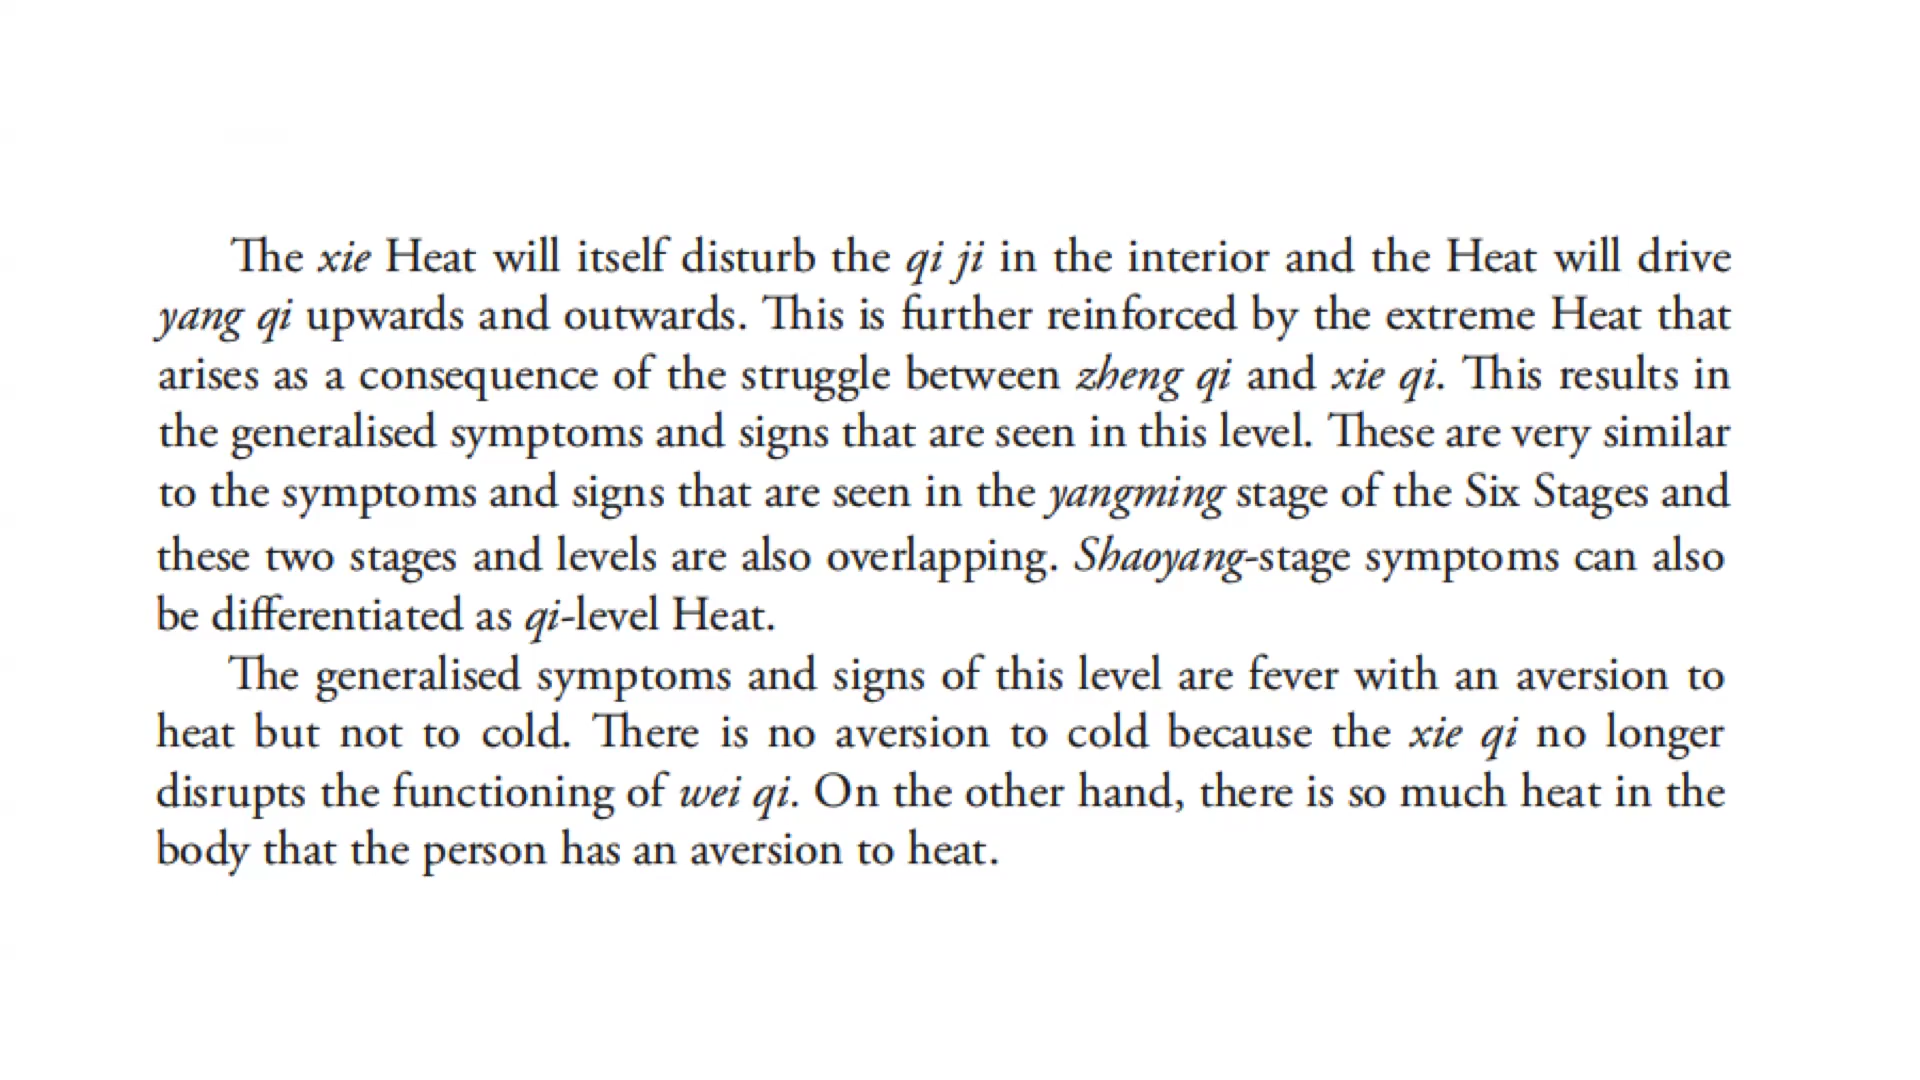 The xie Heat will itself disturb the qi ji in the interior and the Heat will drive
yang qi upwards and outwards. This is further reinforced by the extreme Heat that
arises as a consequence of the struggle between zheng qi and xie qi. This results in
the generalised symptoms and signs that are seen in this level. These are very similar
to the symptoms and signs that are seen in the yangming stage of the Six Stages and
these two stages and levels are also overlapping. Shaoyang-stage symptoms can also
be differentiated as qi-level Heat.
The generalised symptoms and signs of this level are fever with an aversion to
heat but not to cold. There is no aversion to cold because the xie qi no longer
disrupts the functioning of wei qi. On the other hand, there is so much heat in the
body that the person has an aversion to heat.